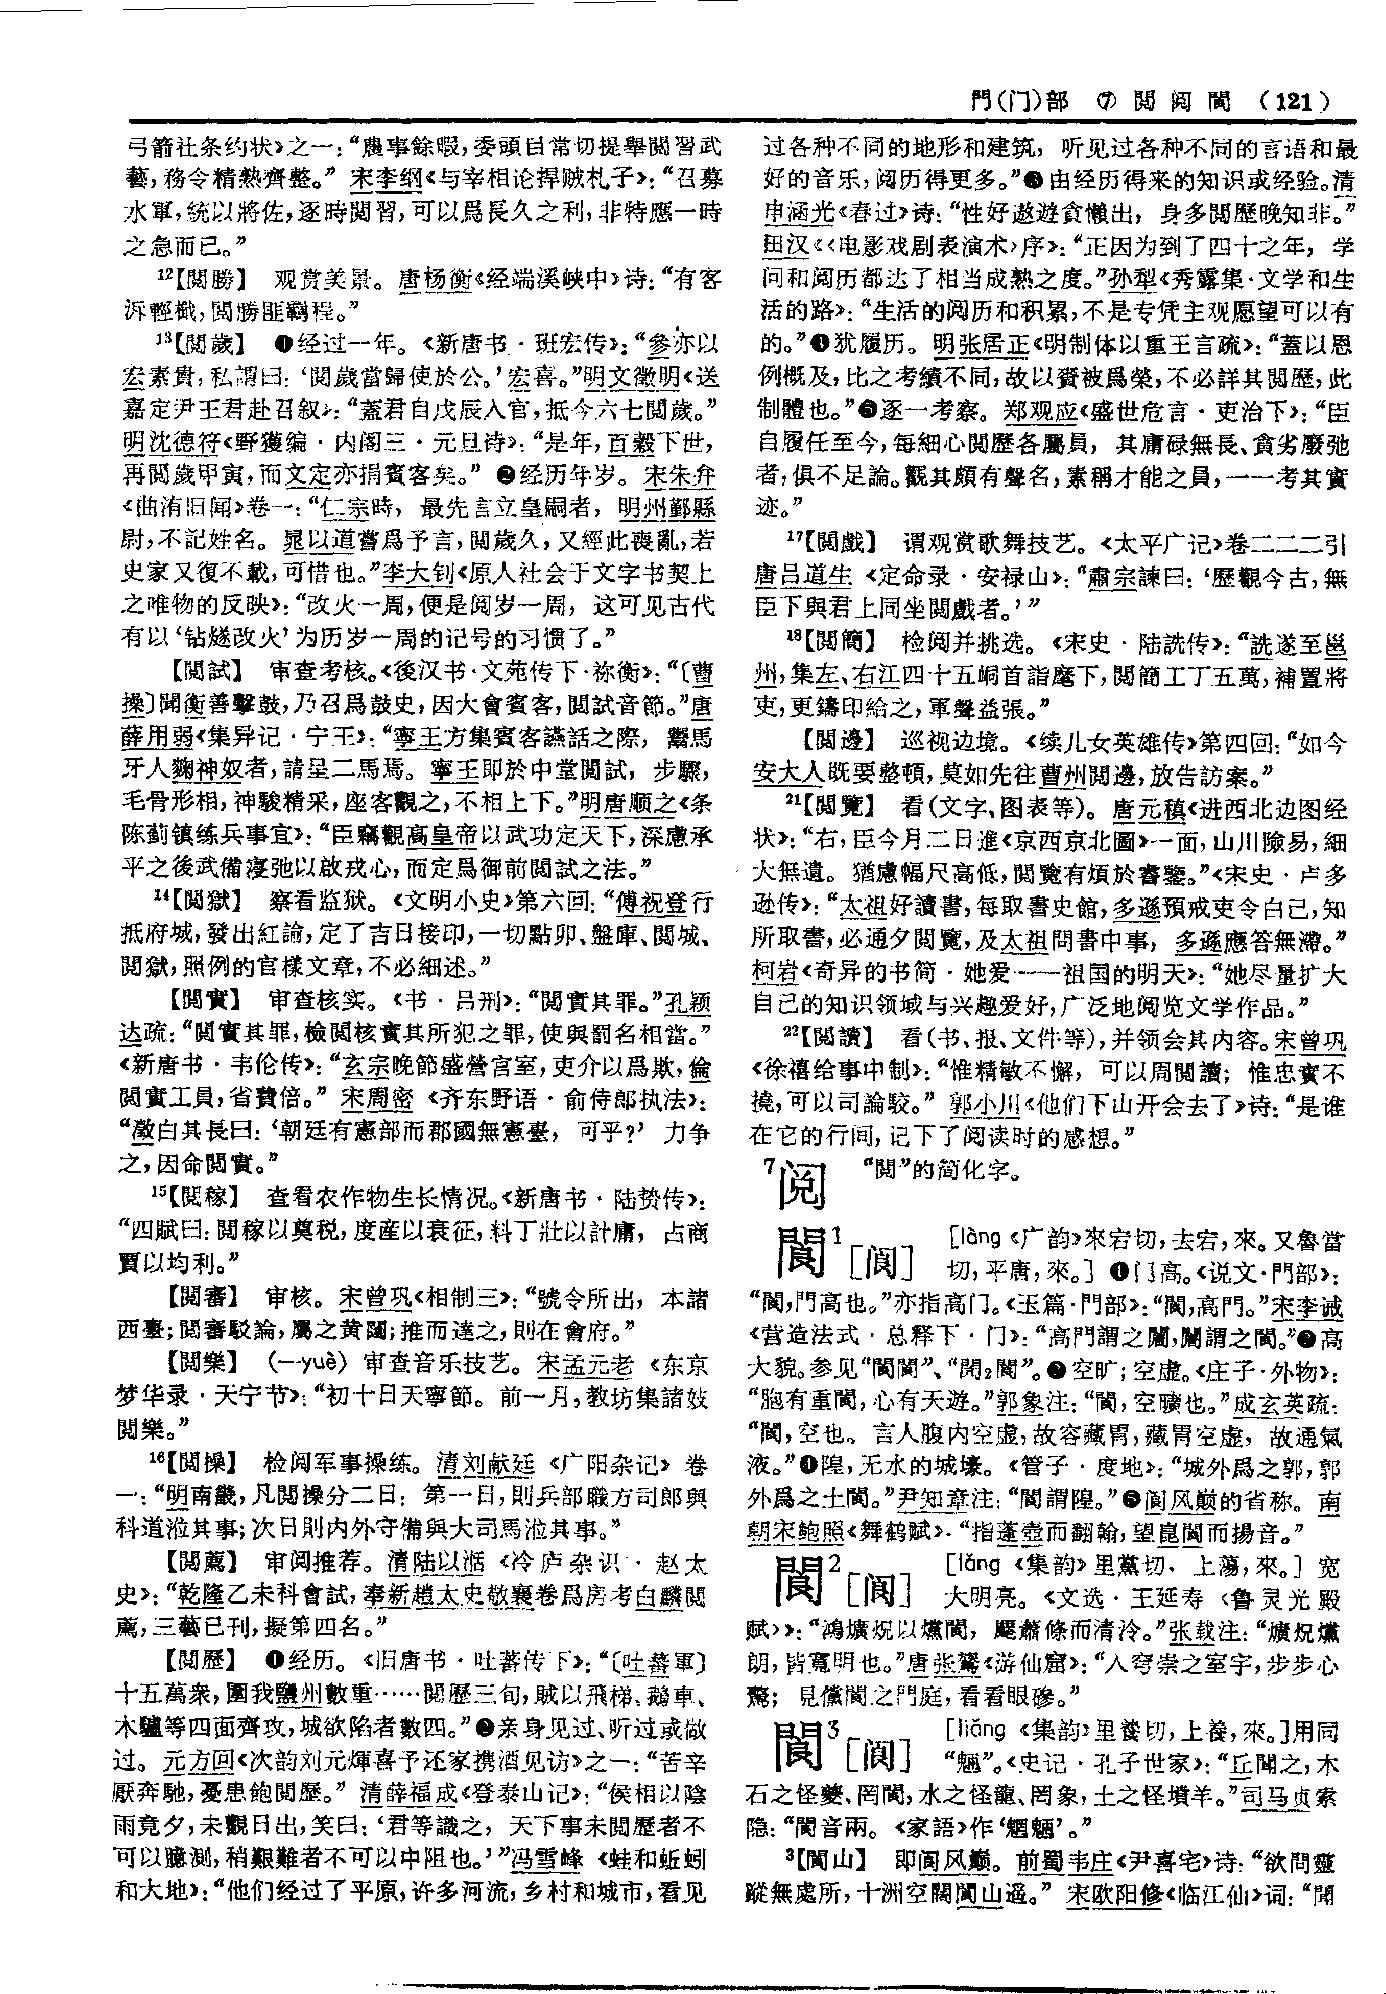 門(门)部 ⑦ 閲 阅 閬 (121)
弓箭社条约状》之一:“農事餘暇,委頭目常切提舉閲習武
藝,務令精熟齊整。” 宋李纲《与宰相论捍贼札子》:“召募
水軍,統以將佐,逐時閲習,可以爲長久之利,非特應一時
之急而已。”
12【閲勝】 观赏美景。唐杨衡《经端溪峡中》诗:“有客
泝輕檝,閲勝匪羈程。”
13【閲歲】 ❶经过一年。《新唐书·班宏传》:“參亦以
宏素貴,私謂曰:‘閲歲當歸使於公。’宏喜。”明文徵明《送
嘉定尹王君赴召叙》:“蓋君自戊辰入官,抵今六七閲歲。”
明沈德符《野獲编·内阁三·元旦诗》:“是年,百穀下世,
再閲歲甲寅,而文定亦捐賓客矣。” ❷经历年岁。宋朱弁
《曲洧旧闻》卷一:“仁宗時,最先言立皇嗣者,明州鄞縣
尉,不記姓名。晁以道嘗爲予言,閲歲久,又經此喪亂,若
史家又復不載,可惜也。”李大钊《原人社会于文字书契上
之唯物的反映》:“改火一周,便是阅岁一周,这可见古代
有以‘钻燧改火’为历岁一周的记号的习惯了。”
【閲試】 审查考核。《後汉书·文苑传下·祢衡》:“〔曹
操〕聞衡善擊鼓,乃召爲鼓史,因大會賓客,閲試音節。”唐
薛用弱《集异记·宁王》:“寧王方集賓客讌話之際,鬻馬
牙人麴神奴者,請呈二馬焉。寧王即於中堂閲試,步驟,
毛骨形相,神駿精采,座客觀之,不相上下。”明唐顺之《条
陈蓟镇练兵事宜》:“臣竊觀高皇帝以武功定天下,深慮承
平之後武備寖弛以啟戎心,而定爲御前閲試之法。”
14【閲獄】 察看监狱。《文明小史》第六回:“傅祝登行
抵府城,發出紅諭,定了吉日接印,一切點卯、盤庫、閲城、
閲獄,照例的官樣文章,不必細述。”
【閲實】 审查核实。《书·吕刑》:“閲實其罪。”孔颖
达疏:“閲實其罪,檢閲核實其所犯之罪,使與罰名相當。”
《新唐书·韦伦传》:“玄宗晚節盛營宫室,吏介以爲欺,倫
閲實工員,省費倍。” 宋周密《齐东野语·俞侍郎执法》:
“澂白其長曰:‘朝廷有憲部而郡國無憲臺,可乎?’力争
之,因命閲實。”
15【閲稼】 查看农作物生长情况。《新唐书·陆贽传》:
“四賦曰:閲稼以奠税,度産以衰征,料丁壯以計庸,占商
賈以均利。”
【閲審】 审核。宋曾巩《相制三》:“號令所出,本諸
西臺;閲審駁論,屬之黄闥;推而達之,則在會府。”
【閲樂】 (—yuè) 审查音乐技艺。宋孟元老《东京
梦华录·天宁节》:“初十日天寧節。前一月,教坊集諸妓
閲樂。”
16【閲操】 检阅军事操练。清刘献廷《广阳杂记》卷
一:“明南畿,凡閲操分二日:第一日,則兵部職方司郎與
科道涖其事;次日則内外守備與大司馬涖其事。”
【閲薦】 审阅推荐。清陆以湉《冷庐杂识·赵太
史》:“乾隆乙未科會試,奉新趙太史敬襄卷爲房考白麟閲
薦,三藝已刊,擬第四名。”
【閲歷】 ❶经历。《旧唐书·吐蕃传下》:“〔吐蕃軍〕
十五萬衆,圍我鹽州數重……閲歷三旬,賊以飛梯、鵝車、
木驢等四面齊攻,城欲陷者數四。”❷亲身见过、听过或做
过。元方回《次韵刘元煇喜予还家携酒见访》之一:“苦辛
厭奔馳,憂患飽閲歷。” 清薛福成《登泰山记》:“侯相以陰
雨竟夕,未觀日出,笑曰:‘君等識之,天下事未閲歷者不
可以臆測,稍艱難者不可以中阻也。’”冯雪峰《蛙和蚯蚓
和大地》:“他们经过了平原,许多河流,乡村和城市,看见
过各种不同的地形和建筑,听见过各种不同的言语和最
好的音乐,阅历得更多。”❸由经历得来的知识或经验。清
申涵光《春过》诗:“性好遨遊貪懶出,身多閲歷晚知非。”
田汉《〈电影戏剧表演术〉序》:“正因为到了四十之年,学
问和阅历都达了相当成熟之度。”孙犁《秀露集·文学和生
活的路》:“生活的阅历和积累,不是专凭主观愿望可以有
的。”❹犹履历。明张居正《明制体以重王言疏》:“蓋以恩
例概及,比之考績不同,故以賚被爲榮,不必詳其閲歷,此
制體也。”❺逐一考察。郑观应《盛世危言·吏治下》:“臣
自履任至今,每細心閲歷各屬員,其庸碌無長、貪劣廢弛
者,俱不足論。觀其頗有聲名,素稱才能之員,一一考其實
迹。”
17【閲戲】 谓观赏歌舞技艺。《太平广记》卷二二二引
唐吕道生《定命录·安禄山》:“肅宗諫曰:‘歷觀今古,無
臣下與君上同坐閲戲者。’”
18【閲簡】 检阅并挑选。《宋史·陆詵传》:“詵遂至邕
州,集左、右江四十五峒首詣麾下,閲簡工丁五萬,補置將
吏,更鑄印給之,軍聲益張。”
【閲邊】 巡视边境。《续儿女英雄传》第四回:“如今
安大人既要整頓,莫如先往曹州閲邊,放告訪案。”
21【閲覽】 看(文字、图表等)。唐元稹《进西北边图经
状》:“右,臣今月二日進《京西京北圖》一面,山川險易,細
大無遺。猶慮幅尺高低,閲覽有煩於睿鑒。”《宋史·卢多
逊传》:“太祖好讀書,每取書史館,多遜預戒吏令白己,知
所取書,必通夕閲覽,及太祖問書中事,多遜應答無滯。”
柯岩《奇异的书简·她爱——祖国的明天》:“她尽量扩大
自己的知识领域与兴趣爱好,广泛地阅览文学作品。”
22【閲讀】 看(书、报、文件等),并领会其内容。宋曾巩
《徐禧给事中制》:“惟精敏不懈,可以周閲讀;惟忠實不
撓,可以司論駮。” 郭小川《他们下山开会去了》诗:“是谁
在它的行间,记下了阅读时的感想。”
7阅 “閲”的简化字。
閬1[阆] [làng《广韵》來宕切,去宕,來。又魯當
切,平唐,來。] ❶门高。《说文·門部》:
“閬,門高也。”亦指高门。《玉篇·門部》:“閬,高門。”宋李诫
《营造法式·总释下·门》:“高門謂之閌,閌謂之閬。”❷高
大貌。参见“閬閬”、“閌2閬”。❸空旷;空虚。《庄子·外物》:
“胞有重閬,心有天遊。”郭象注:“閬,空曠也。”成玄英疏:
“閬,空也。言人腹内空虚,故容藏胃,藏胃空虚,故通氣
液。”❹隍,无水的城壕。《管子·度地》:“城外爲之郭,郭
外爲之土閬。”尹知章注:“閬謂隍。”❺阆风巅的省称。南
朝宋鲍照《舞鹤赋》:“指蓬壺而翻翰,望崑閬而揚音。”
閬2[阆] [lǎng《集韵》里黨切,上蕩,來。] 宽
大明亮。《文选·王延寿〈鲁灵光殿
赋〉》:“鴻爌炾以爣閬,飋蕭條而清泠。”张载注:“爌炾爣
朗,皆寬明也。”唐张鷟《游仙窟》:“入穹崇之室宇,步步心
驚;見儻閬之門庭,看看眼磣。”
閬3[阆] [liǎng《集韵》里養切,上養,來。]用同
“魎”。《史记·孔子世家》:“丘聞之,木
石之怪夔、罔閬,水之怪龍、罔象,土之怪墳羊。”司马贞索
隐:“閬音兩。《家語》作‘魍魎’。”
3【閬山】 即阆风巅。前蜀韦庄《尹喜宅》诗:“欲問靈
蹤無處所,十洲空闊閬山遥。” 宋欧阳修《临江仙》词:“聞